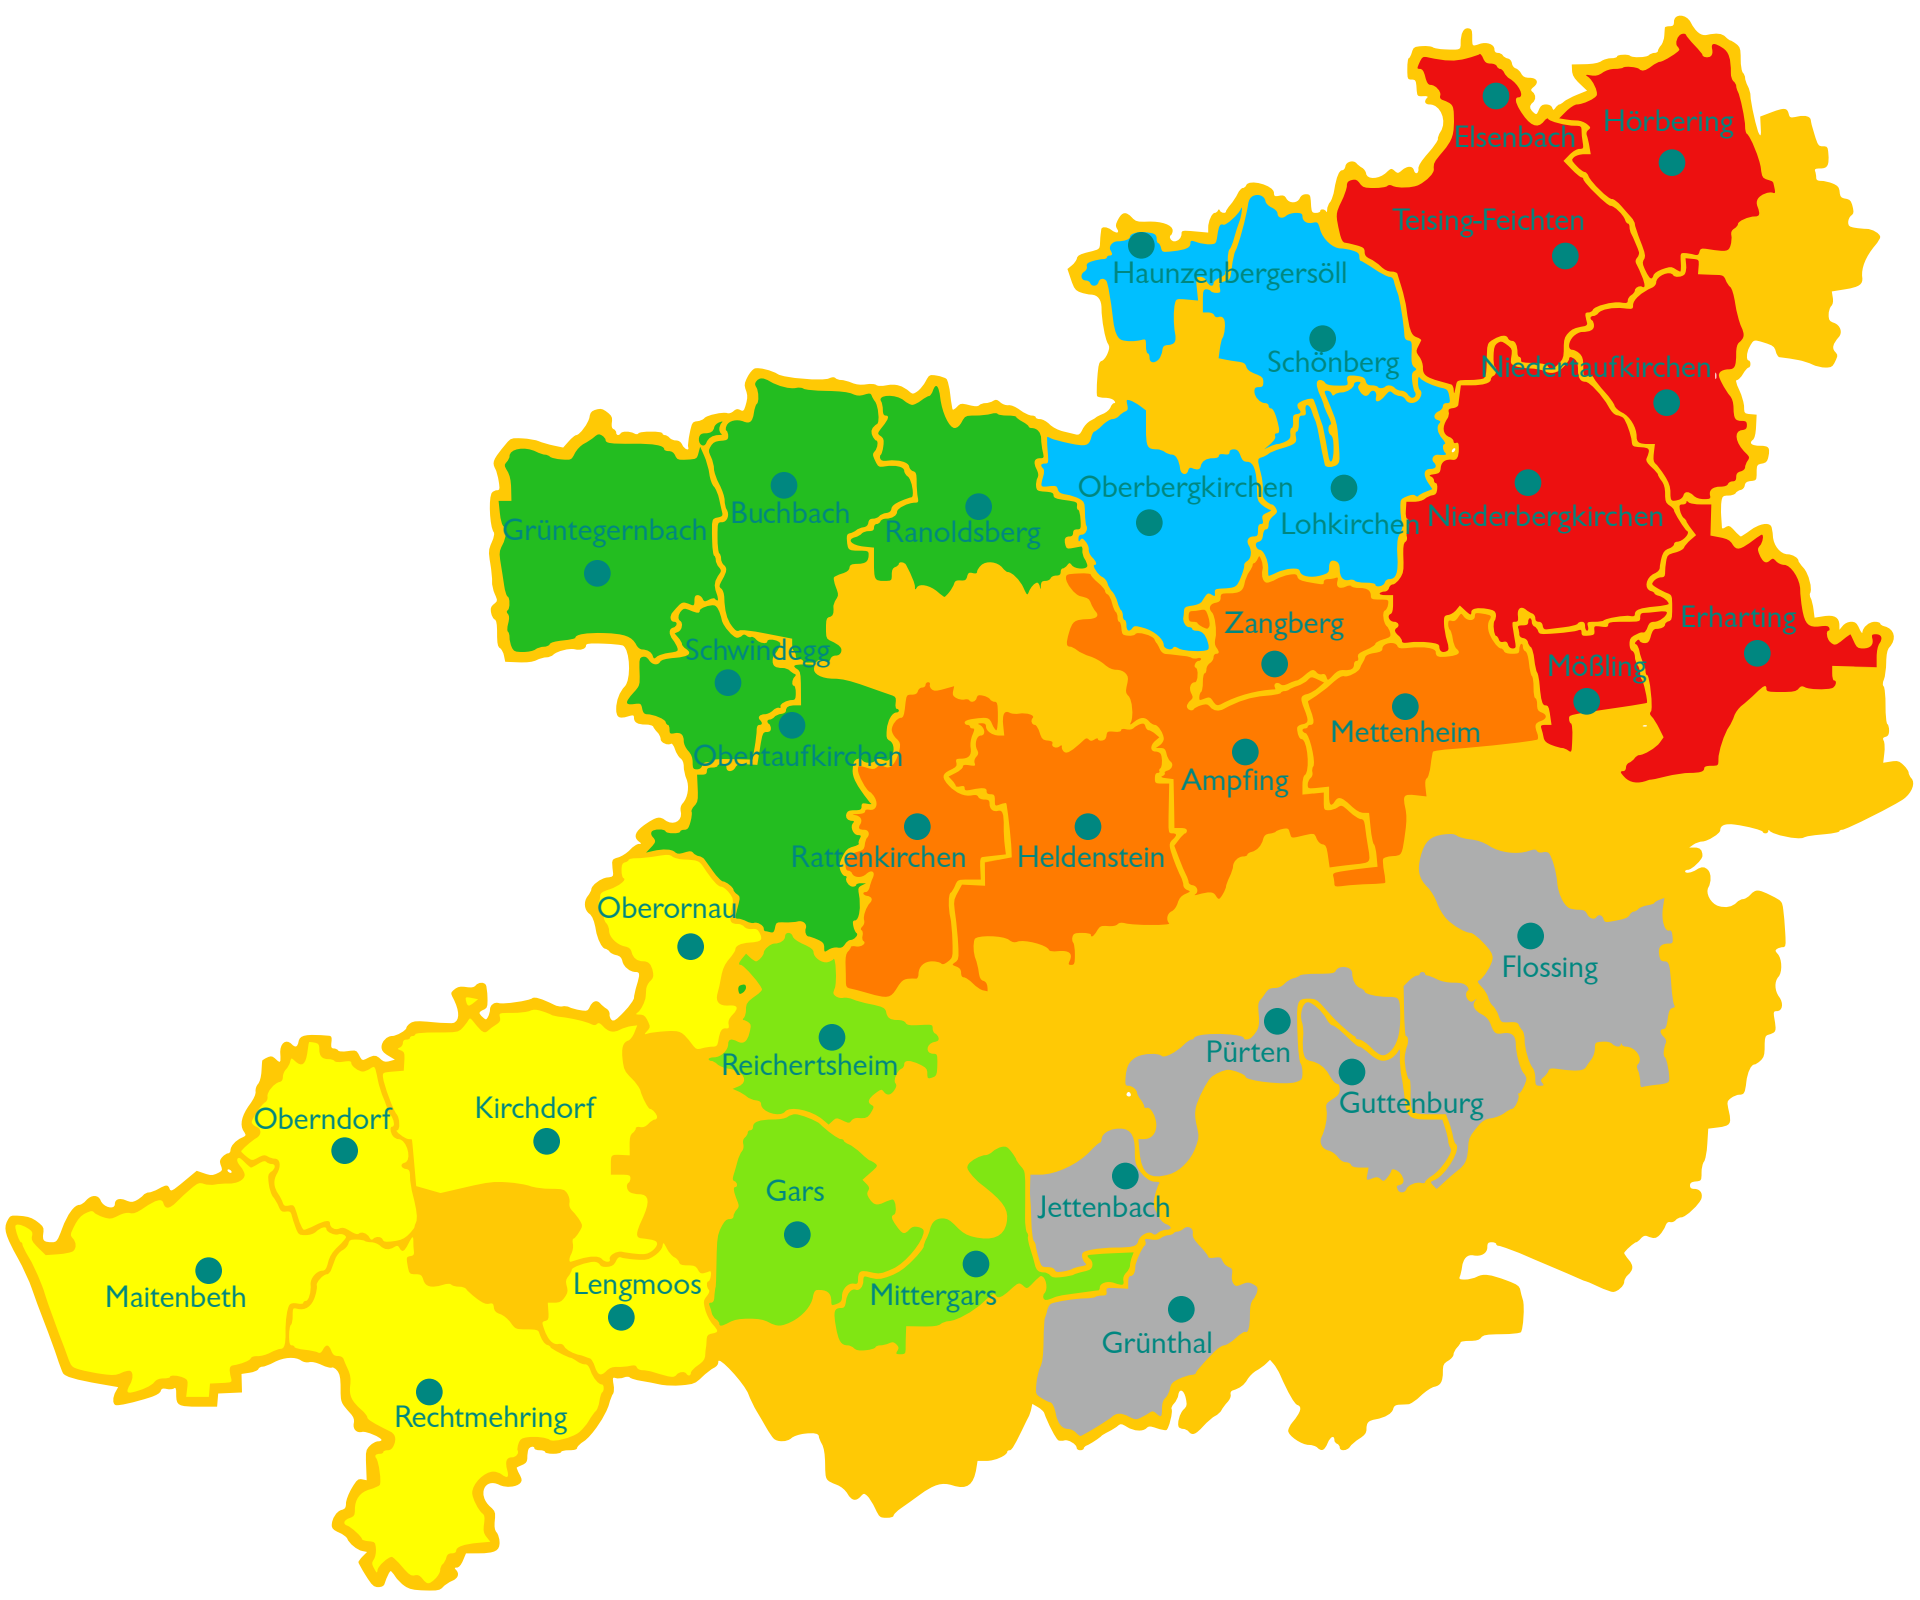 Hörbering
Elsenbach
Teising-Feichten
Haunzenbergersöll
Schönberg
Niedertaufkirchen
Oberbergkirchen
Buchbach
Niederbergkirchen
Lohkirchen
Grüntegernbach
Ranoldsberg
Erharting
Zangberg
Schwindegg
Mößling
Mettenheim
Obertaufkirchen
Ampfing
Rattenkirchen
Heldenstein
Oberornau
Flossing
Pürten
Reichertsheim
Guttenburg
Kirchdorf
Oberndorf
Gars
Jettenbach
Lengmoos
Mittergars
Maitenbeth
Grünthal
Rechtmehring